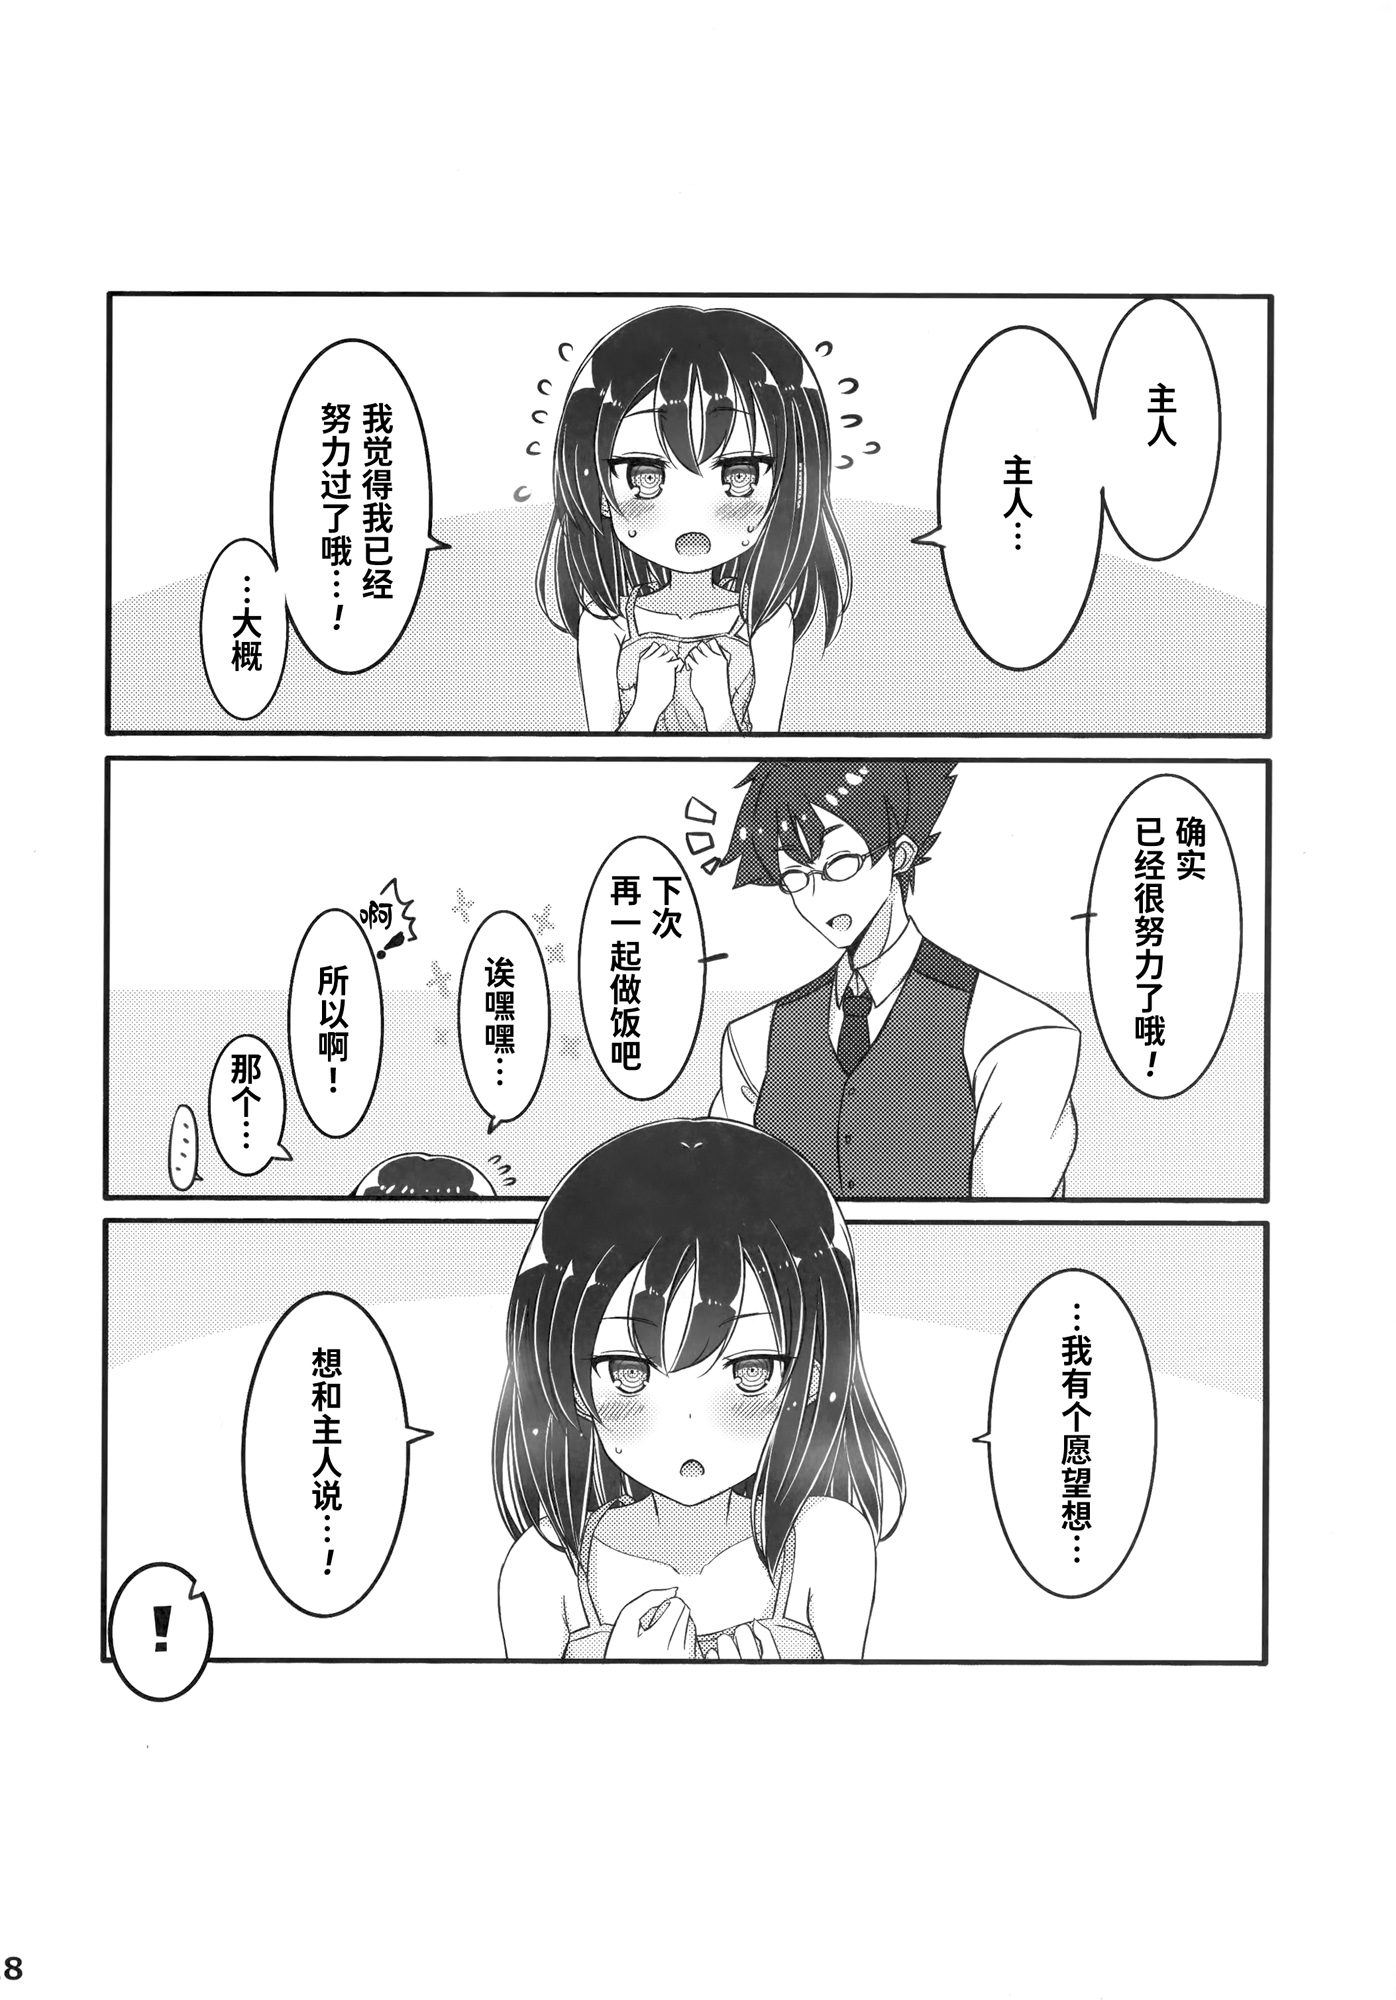 主人
主人…
我觉得我已经
努力过了哦…！
…大概
确实
已经很努力了哦！
下次
再一起做饭吧
诶嘿嘿…
啊！
所以啊！
那个…
……
…我有个愿望想…
想和主人说…！
！
8